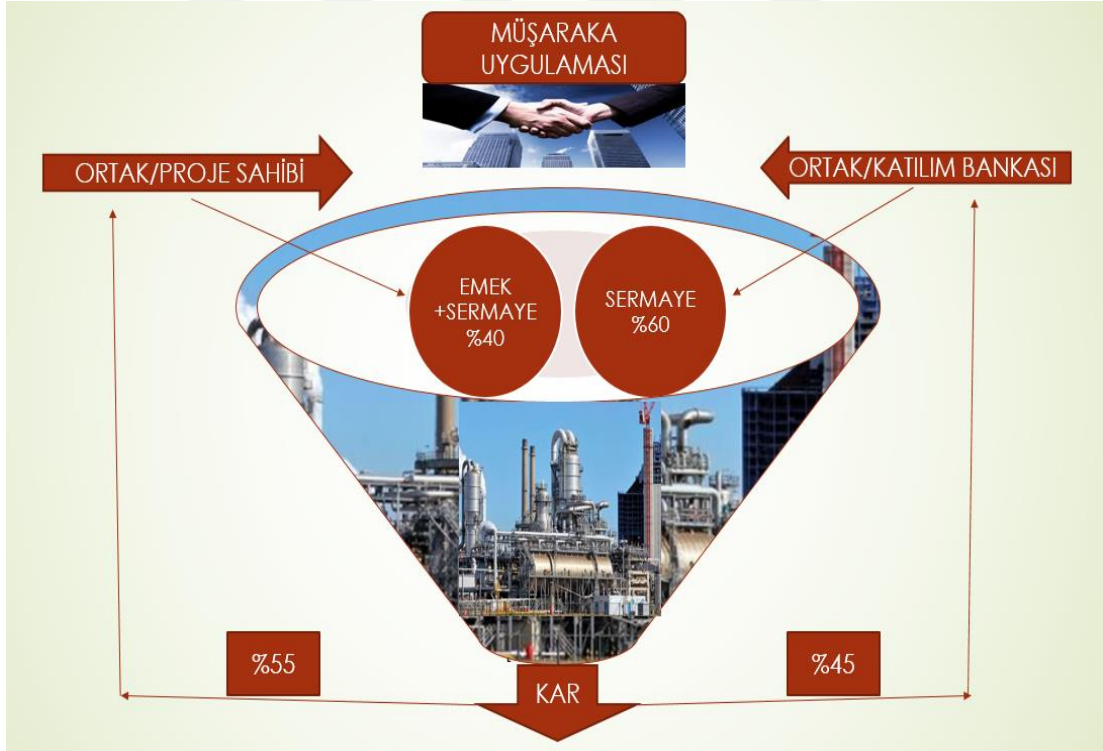 MÜŞARAKA
UYGULAMASI
ORTAK/PROJE SAHİBİ
ORTAK/KATILIM BANKASI
EMEK
+SERMAYE
%40
SERMAYE
%60
%55
%45
KAR